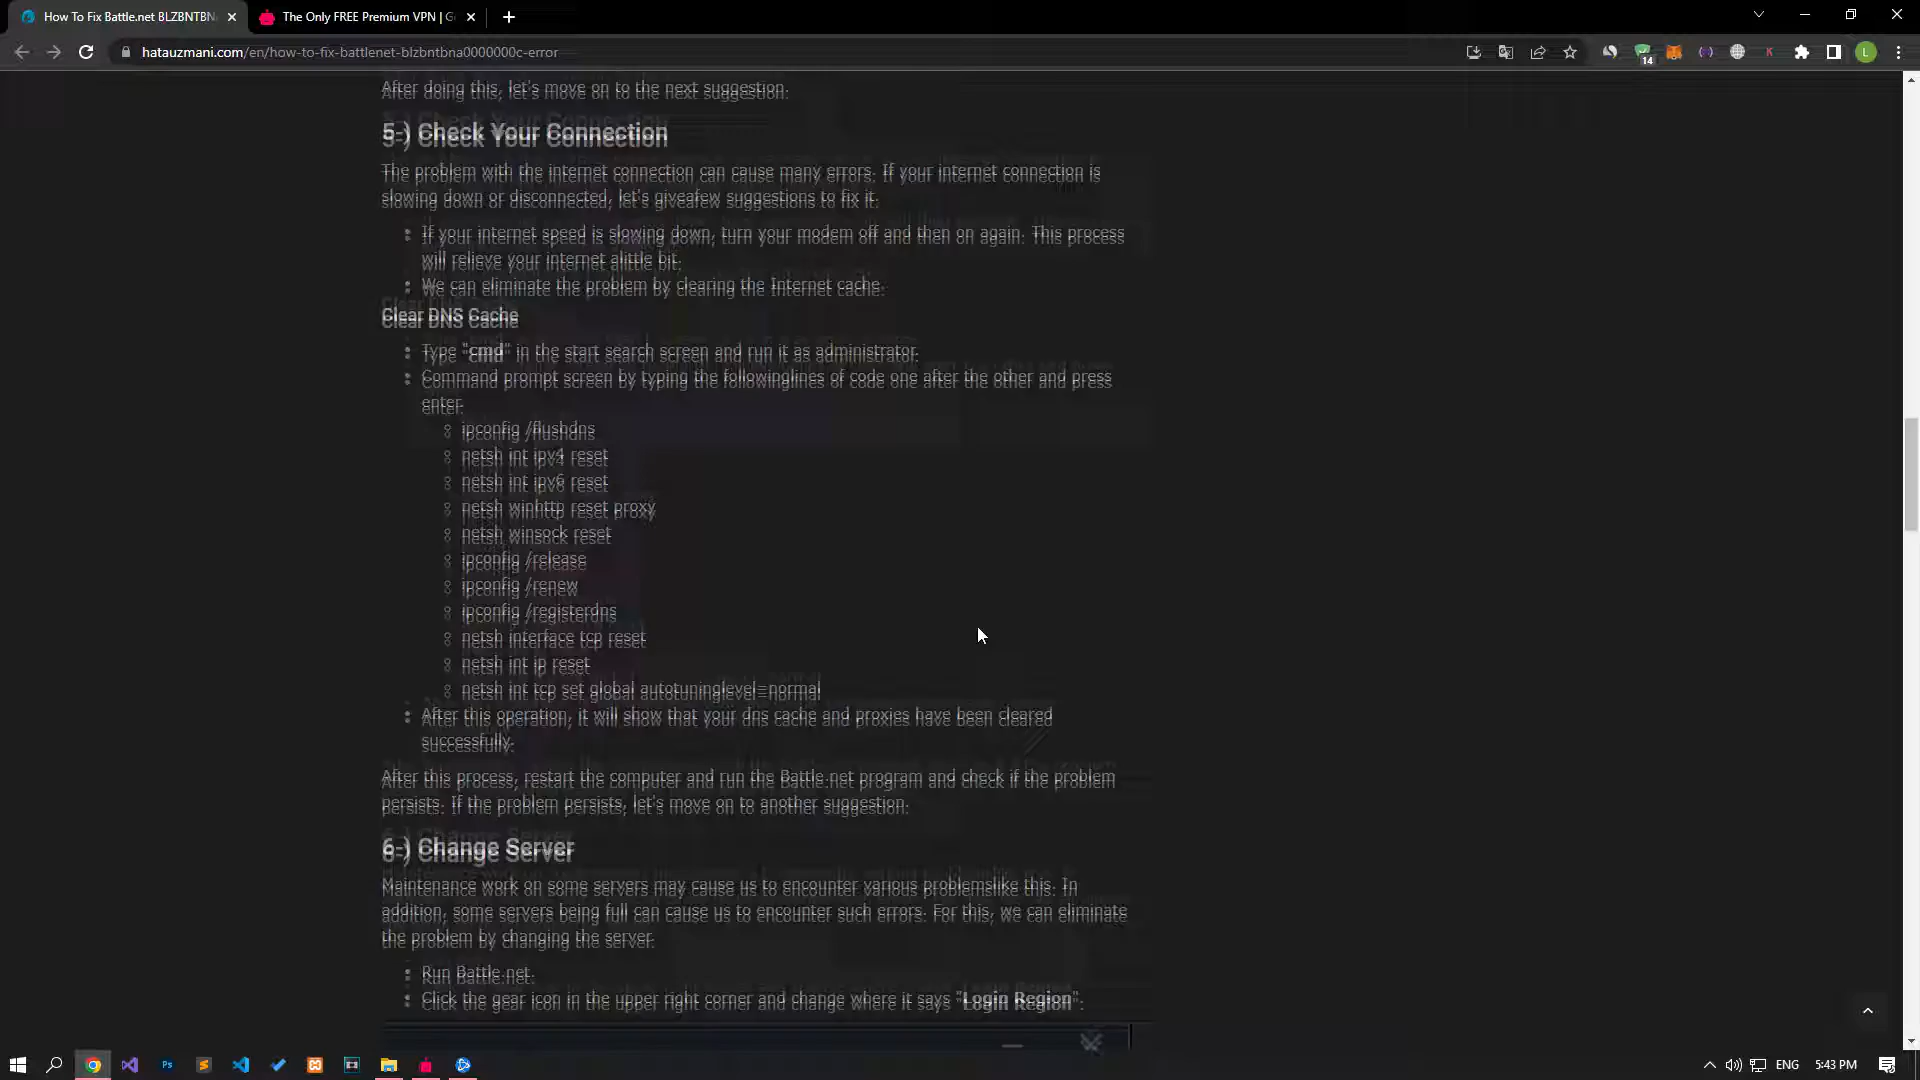 How To Fix Battle.net BLZBNTBN
The Only FREE Premium VPN | G
hatauzmani.com/en/how-to-fix-battlenet-blzbntbna0000000c-error
14
L
After doing this, let's move on to the next suggestion.
5-) Check Your Connection
The problem with the internet connection can cause many errors. If your internet connection is
slowing down or disconnected, let's giveafew suggestions to fix it.
If your internet speed is slowing down, turn your modem off and then on again. This process
will relieve your internet alittle bit.
We can eliminate the problem by clearing the Internet cache.
Clear DNS Cache
Type "cmd" in the start search screen and run it as administrator.
Command prompt screen by typing the followinglines of code one after the other and press
enter.
ipconfig /flushdns
netsh int ipv4 reset
netsh int ipv6 reset
netsh winhttp reset proxy
netsh winsock reset
ipconfig /release
ipconfig /renew
ipconfig /registerdns
netsh interface tcp reset
netsh int ip reset
netsh int tcp set global autotuninglevel=normal
After this operation, it will show that your dns cache and proxies have been cleared
successfully.
After this process, restart the computer and run the Battle.net program and check if the problem
persists. If the problem persists, let's move on to another suggestion.
6-) Change Server
Maintenance work on some servers may cause us to encounter various problemslike this. In
addition, some servers being full can cause us to encounter such errors. For this, we can eliminate
the problem by changing the server.
Run Battle.net.
Click the gear icon in the upper right corner and change where it says "Login Region".
Ps
ENG
5:43 PM